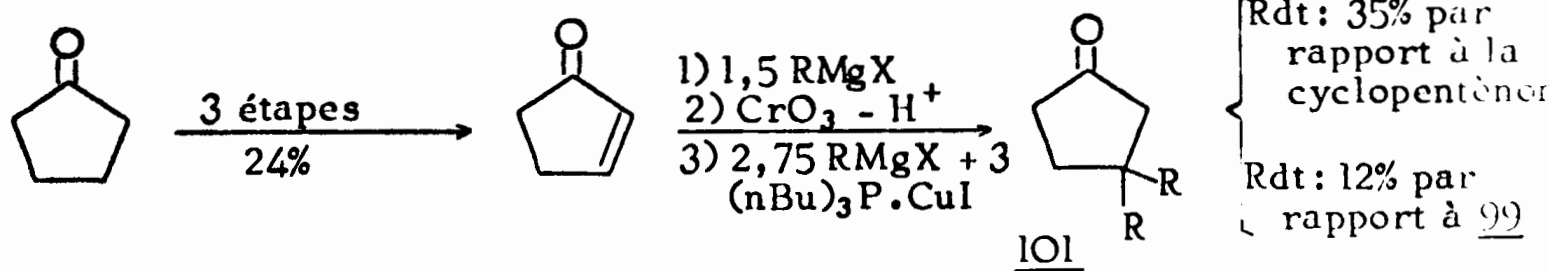 O
3 étapes
24%
O
1) 1,5 RMgX
2) CrO₃ - H⁺
3) 2,75 RMgX + 3
(nBu)₃P.CuI
O
R
R
101
Rdt: 35% par
rapport à la
Rdt: 12% par
rapport à 99